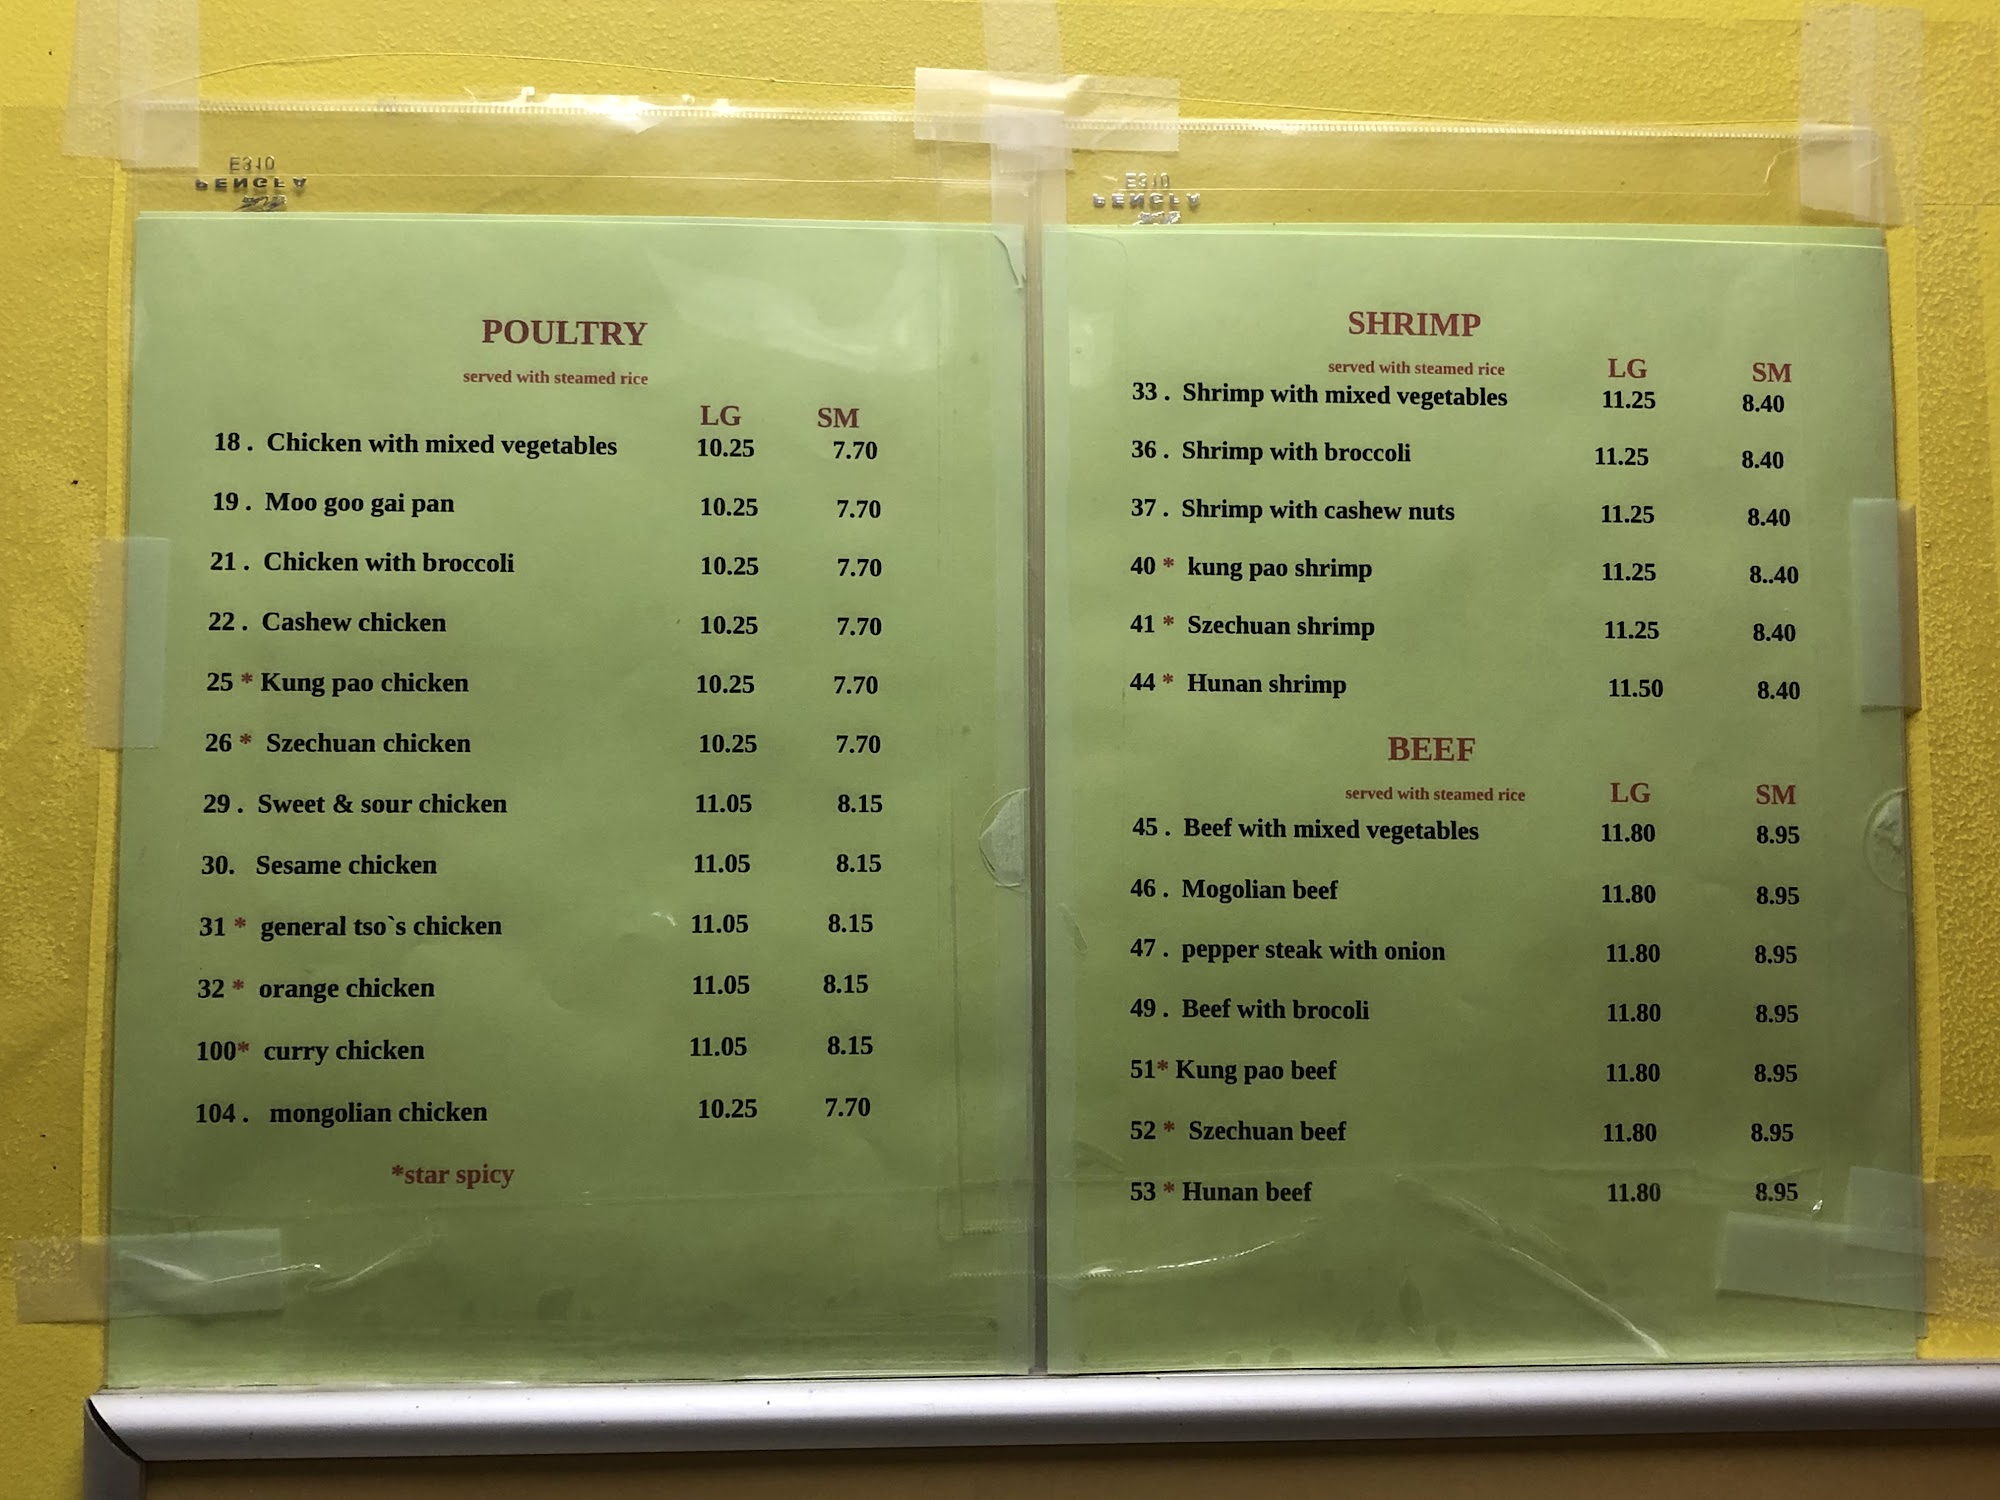 E310
PENGFA
E310
PENGFA
POULTRY
served with steamed rice
LG SM
18 . Chicken with mixed vegetables 10.25 7.70
19 . Moo goo gai pan 10.25 7.70
21 . Chicken with broccoli 10.25 7.70
22 . Cashew chicken 10.25 7.70
25 * Kung pao chicken 10.25 7.70
26 * Szechuan chicken 10.25 7.70
29 . Sweet & sour chicken 11.05 8.15
30. Sesame chicken 11.05 8.15
31 * general tso`s chicken 11.05 8.15
32 * orange chicken 11.05 8.15
100* curry chicken 11.05 8.15
104 . mongolian chicken 10.25 7.70
*star spicy
SHRIMP
served with steamed rice LG SM
33 . Shrimp with mixed vegetables 11.25 8.40
36 . Shrimp with broccoli 11.25 8.40
37 . Shrimp with cashew nuts 11.25 8.40
40 * kung pao shrimp 11.25 8..40
41 * Szechuan shrimp 11.25 8.40
44 * Hunan shrimp 11.50 8.40
BEEF
served with steamed rice LG SM
45 . Beef with mixed vegetables 11.80 8.95
46 . Mogolian beef 11.80 8.95
47 . pepper steak with onion 11.80 8.95
49 . Beef with brocoli 11.80 8.95
51* Kung pao beef 11.80 8.95
52 * Szechuan beef 11.80 8.95
53 * Hunan beef 11.80 8.95